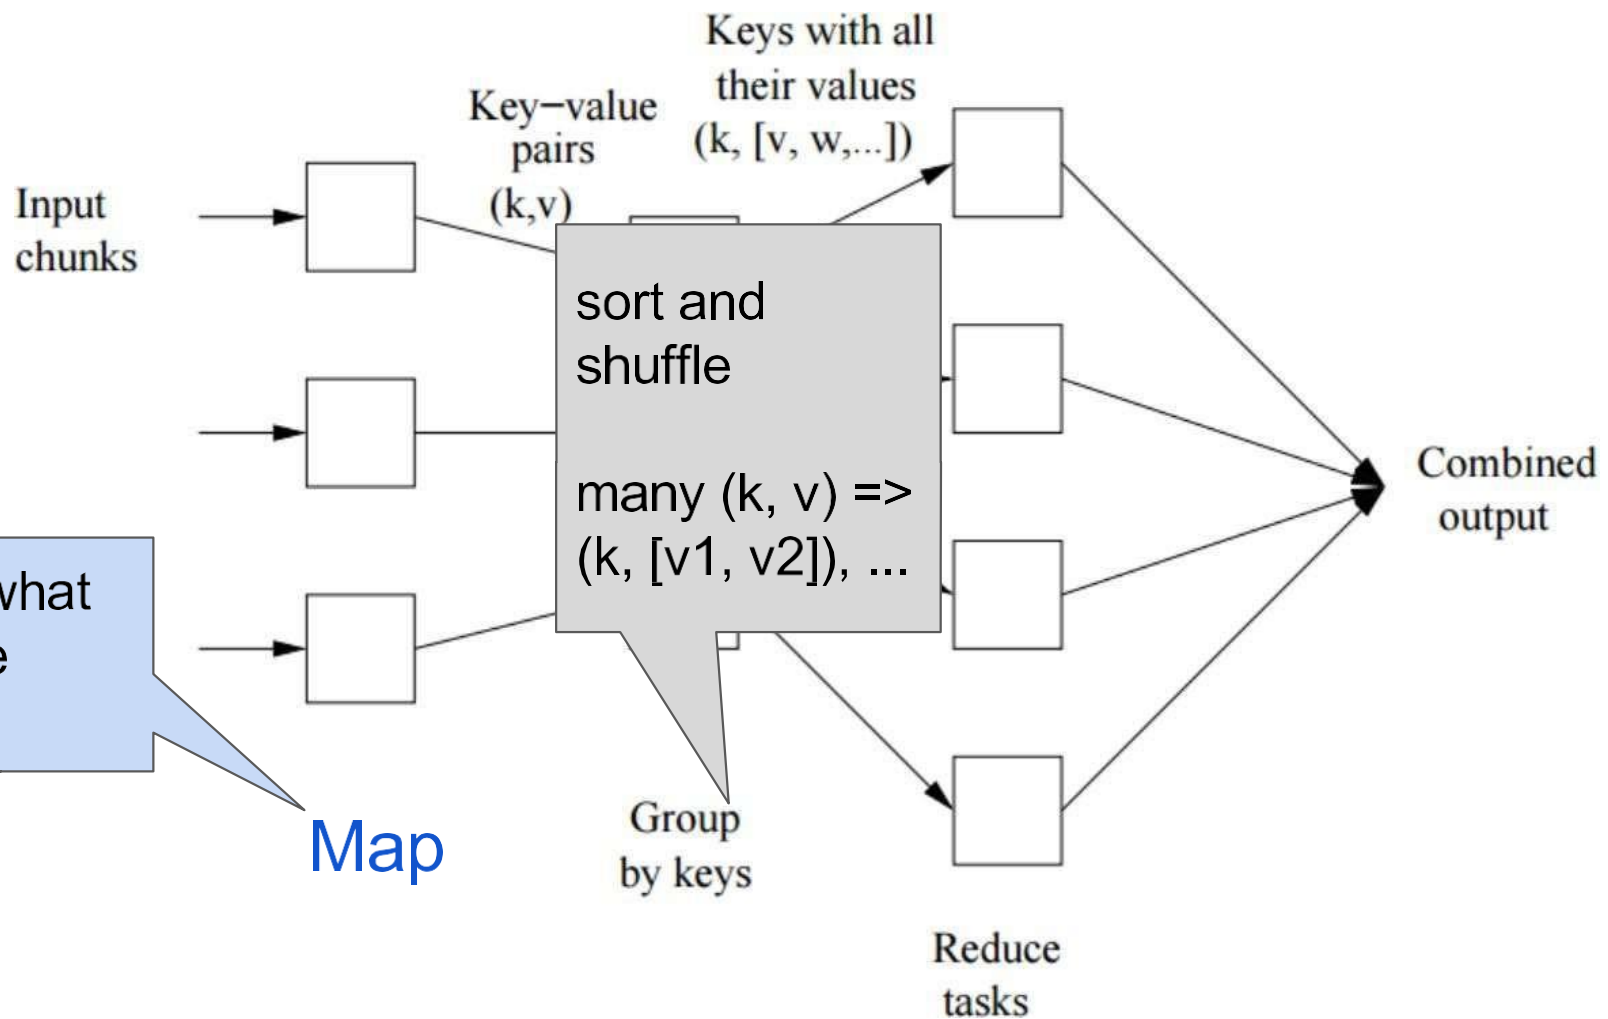 Keys with all
their values
(k, [v, w,...])
Key-value
pairs
(k,v)
Input
chunks
sort and
shuffle
many (k, v) =>
(k, [v1, v2]), ...
Combined
output
what
Map
Group
by keys
Reduce
tasks